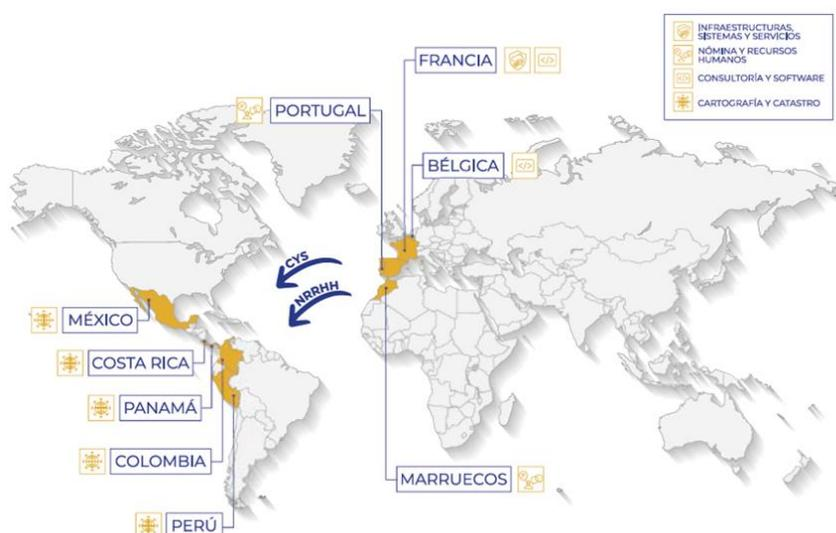 INFRAESTRUCTURAS,
SISTEMAS Y SERVICIOS
NÓMINA Y RECURSOS
HUMANOS
CONSULTORÍA Y SOFTWARE
CARTOGRAFÍA Y CATASTRO
FRANCIA
PORTUGAL
BÉLGICA
CYS
NRRHH
MÉXICO
COSTA RICA
PANAMÁ
COLOMBIA
MARRUECOS
PERÚ